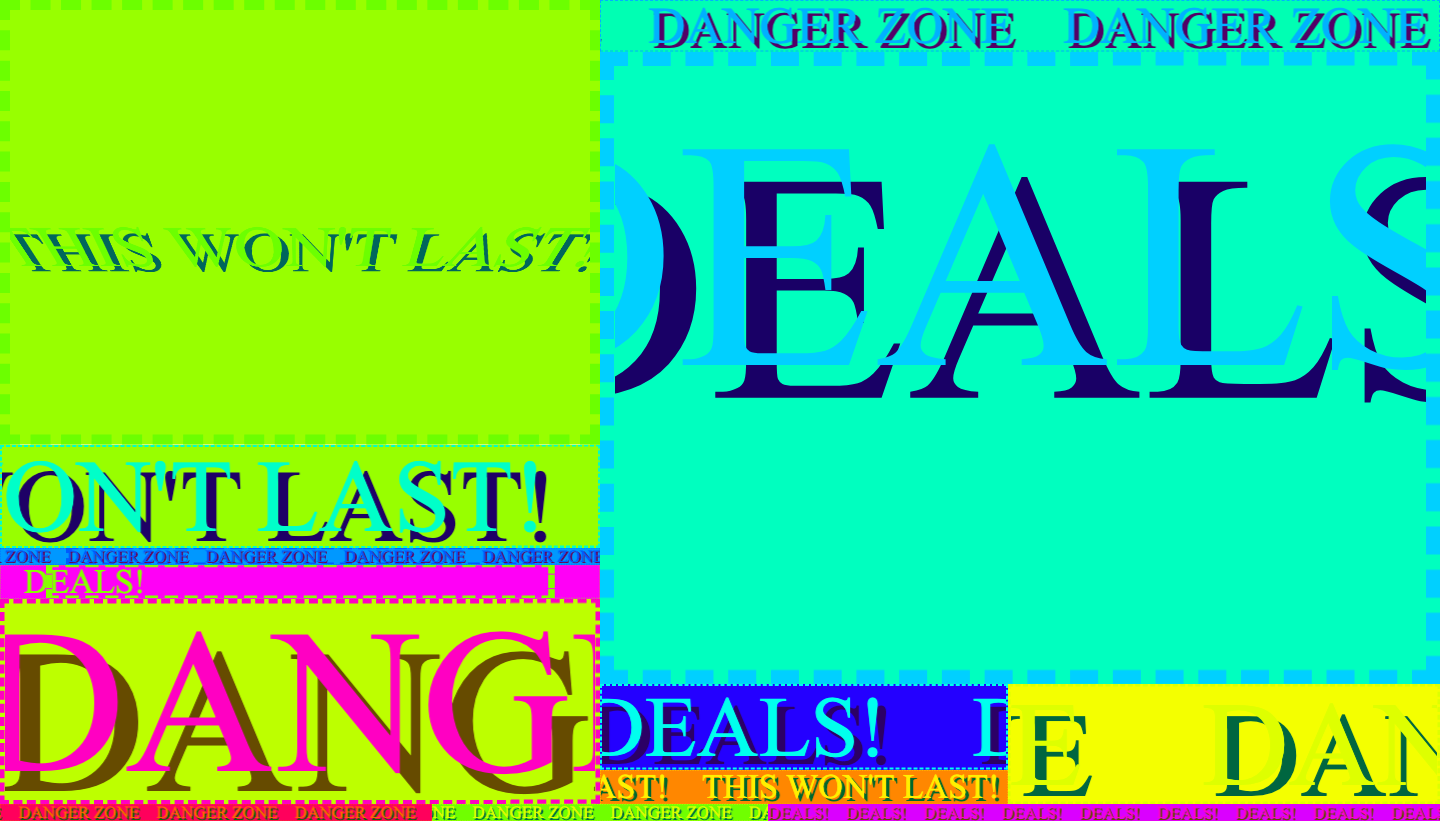 DANGER ZONE DANGER ZONE
DEALS
THIS WON'T LAST!
ON'T LAST!
ZONE DANGER ZONE DANGER ZONE DANGER ZONE DANGER ZONE
DEALS!
DANG
DEALS! D
E DAN
AST! THIS WON'T LAST!
DANGER ZONE DANGER ZONE DANGER ZONE
NE DANGER ZONE DANGER ZONE DA
DEALS! DEALS! DEALS! DEALS! DEALS! DEALS! DEALS! DEALS! DEAL